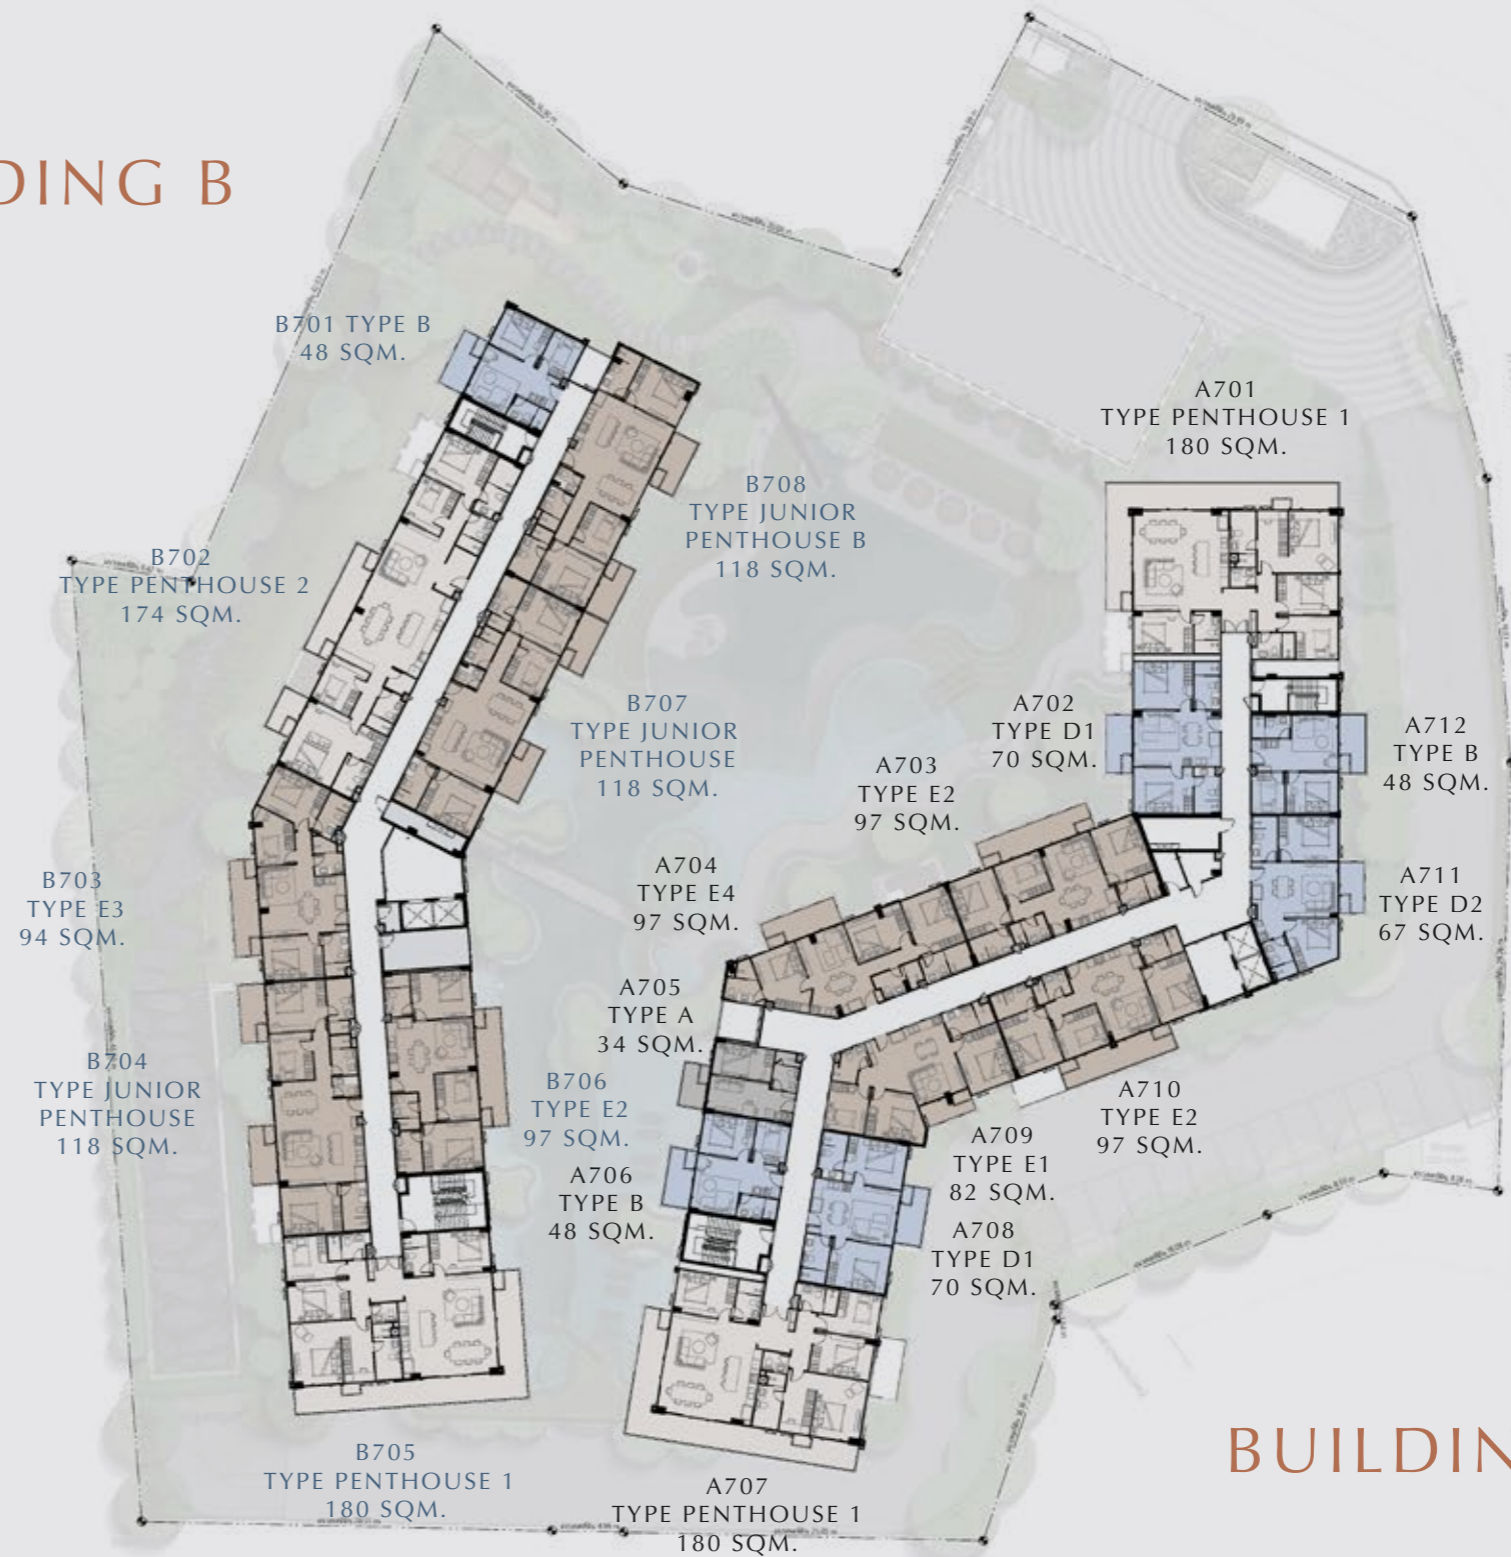 DING B
B701 TYPE B
48 SQM.
A701
TYPE PENTHOUSE 1
180 SQM.
B708
TYPE JUNIOR
PENTHOUSE B
118 SQM.
B702
TYPE PENTHOUSE 2
174 SQM.
B707
TYPE JUNIOR
PENTHOUSE
118 SQM.
A702
TYPE D1
70 SQM.
A712
TYPE B
48 SQM.
A703
TYPE E2
97 SQM.
B703
TYPE E3
94 SQM.
A704
TYPE E4
97 SQM.
A711
TYPE D2
67 SQM.
A705
TYPE A
34 SQM.
B704
TYPE JUNIOR
PENTHOUSE
118 SQM.
B706
TYPE E2
97 SQM.
A710
TYPE E2
97 SQM.
A709
TYPE E1
82 SQM.
A706
TYPE B
48 SQM.
A708
TYPE D1
70 SQM.
B705
TYPE PENTHOUSE 1
180 SQM.
A707
TYPE PENTHOUSE 1
180 SQM.
BUILDIN